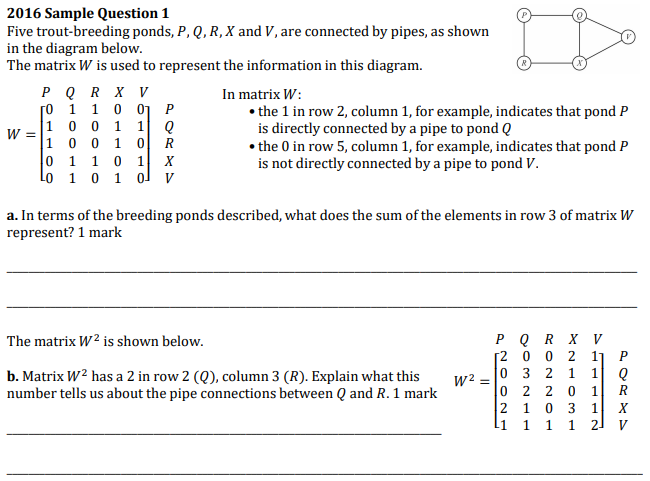 2016 Sample Question 1
Five trout-breeding ponds, P, Q, R, X and V, are connected by pipes, as shown
in the diagram below.
The matrix W is used to represent the information in this diagram.
P Q
V
R X
P Q R X V
W =
0 1 1 0 0 P
1 0 0 1 1 Q
1 0 0 1 0 R
0 1 1 0 1 X
0 1 0 1 0 V
In matrix W:
• the 1 in row 2, column 1, for example, indicates that pond P
is directly connected by a pipe to pond Q
• the 0 in row 5, column 1, for example, indicates that pond P
is not directly connected by a pipe to pond V.
a. In terms of the breeding ponds described, what does the sum of the elements in row 3 of matrix W
represent? 1 mark
The matrix W² is shown below.
b. Matrix W² has a 2 in row 2 (Q), column 3 (R). Explain what this
number tells us about the pipe connections between Q and R. 1 mark
P Q R X V
W² =
2 0 0 2 1 P
0 3 2 1 1 Q
0 2 2 0 1 R
2 1 0 3 1 X
1 1 1 1 2 V